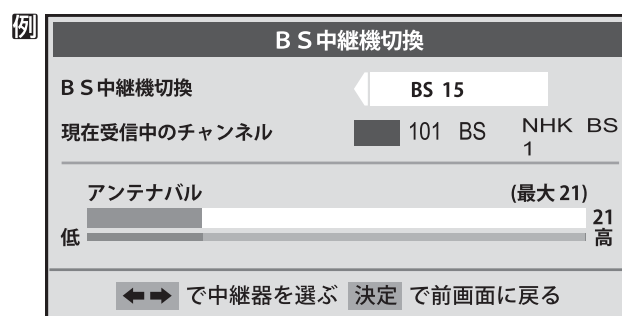 例
ＢＳ中継機切換
ＢＳ中継機切換 BS 15
現在受信中のチャンネル 101 BS NHK BS
1
アンテナバル (最大 21)
21
低 高
⬅➡ で中継器を選ぶ 決定 で前画面に戻る